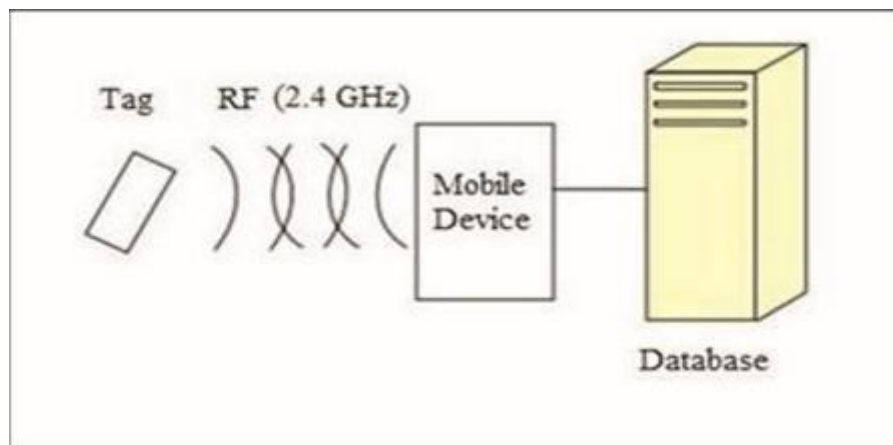 Tag
RF (2.4 GHz)
Mobile
Device
Database